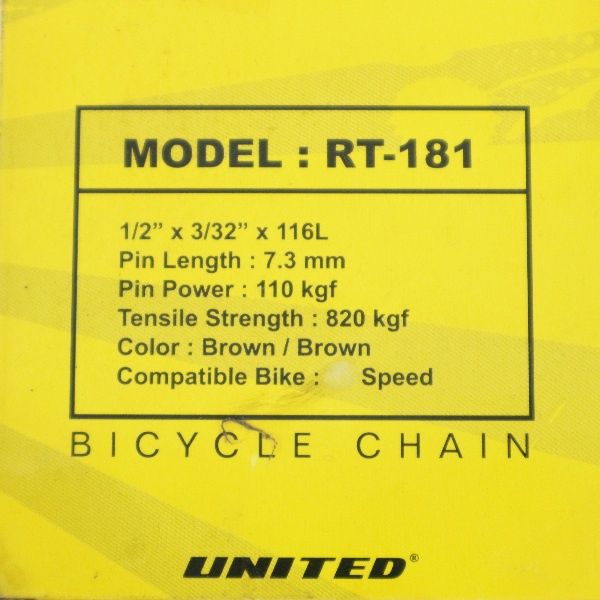 MODEL : RT-181
1/2” x 3/32” x 116L
Pin Length : 7.3 mm
Pin Power : 110 kgf
Tensile Strength : 820 kgf
Color : Brown / Brown
Compatible Bike : Speed
BICYCLE CHAIN
UNITED®